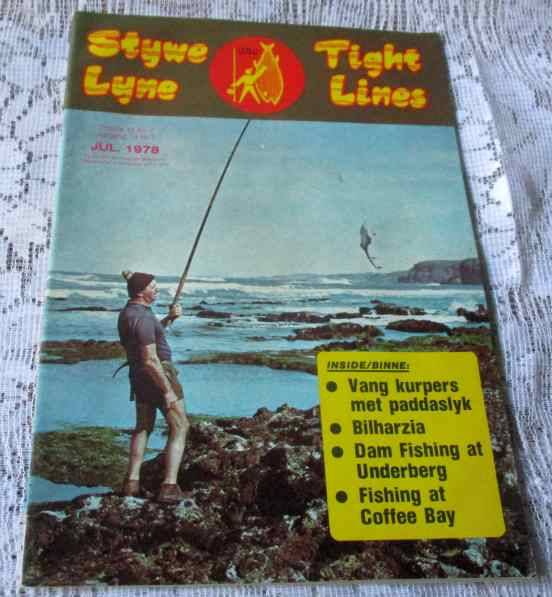 Stywe
Lyne
Tight
Lines
JUL. 1978
INSIDE/BINNE:
● Vang kurpers
met paddaslyk
● Bilharzia
● Dam Fishing at
Underberg
● Fishing at
Coffee Bay